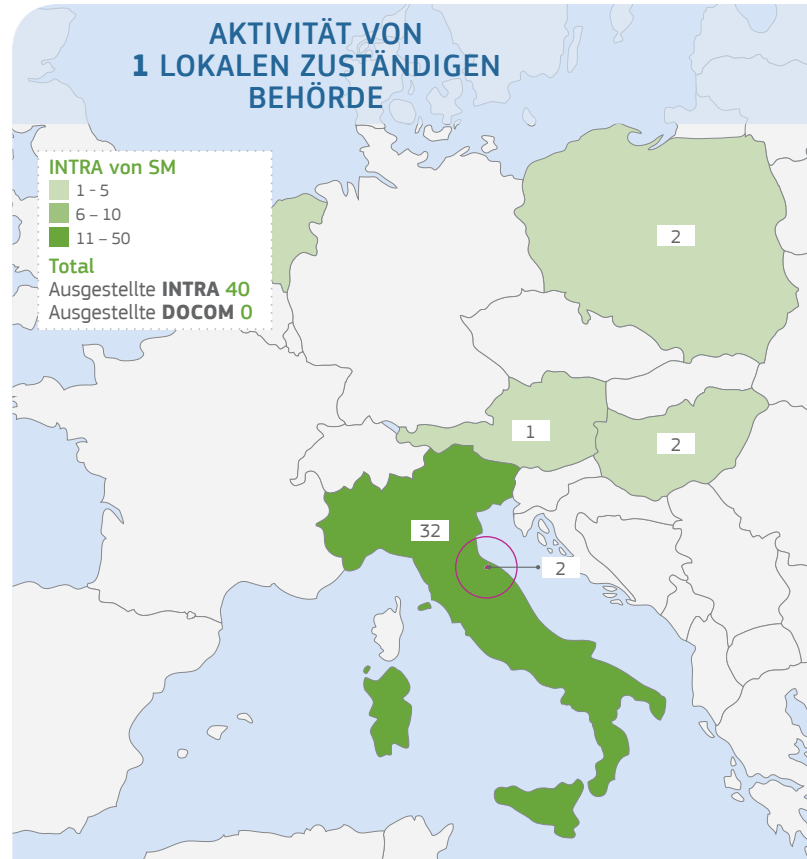 AKTIVITÄT VON
1 LOKALEN ZUSTÄNDIGEN
BEHÖRDE
INTRA von SM
1 - 5
6 – 10
11 – 50
Total
Ausgestellte INTRA 40
Ausgestellte DOCOM 0
2
1
2
32
2